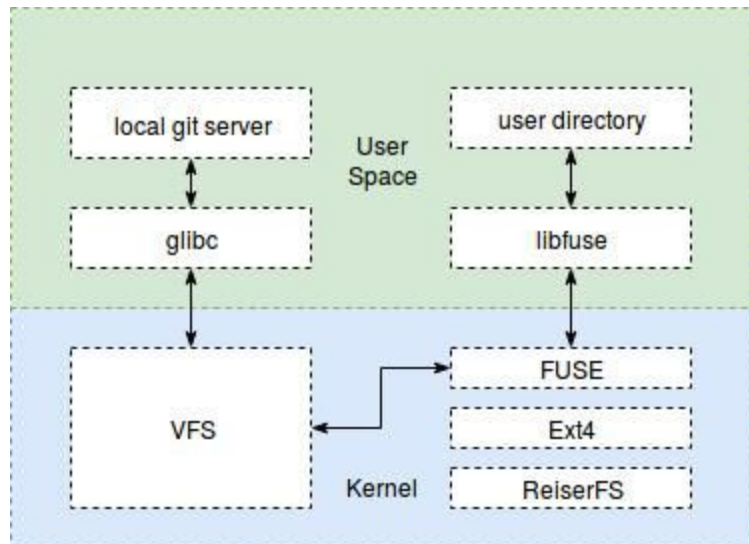 local git server
user directory
User
Space
glibc
libfuse
VFS
FUSE
Ext4
Kernel
ReiserFS